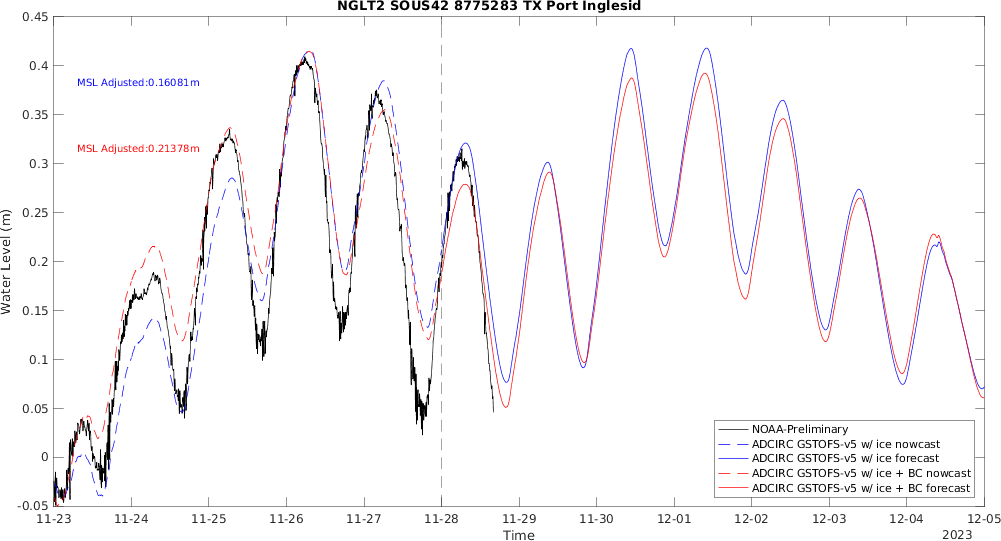 NGLT2 SOUS42 8775283 TX Port Inglesid
0.45
0.4
0.35
0.3
0.25
0.2
0.15
0.1
0.05
0
-0.05
Water Level (m)
MSL Adjusted:0.16081m
MSL Adjusted:0.21378m
NOAA-Preliminary
ADCIRC GSTOFS-v5 w/ ice nowcast
ADCIRC GSTOFS-v5 w/ ice forecast
ADCIRC GSTOFS-v5 w/ ice + BC nowcast
ADCIRC GSTOFS-v5 w/ ice + BC forecast
11-23 11-24 11-25 11-26 11-27 11-28 11-29 11-30 12-01 12-02 12-03 12-04 12-05
Time
2023